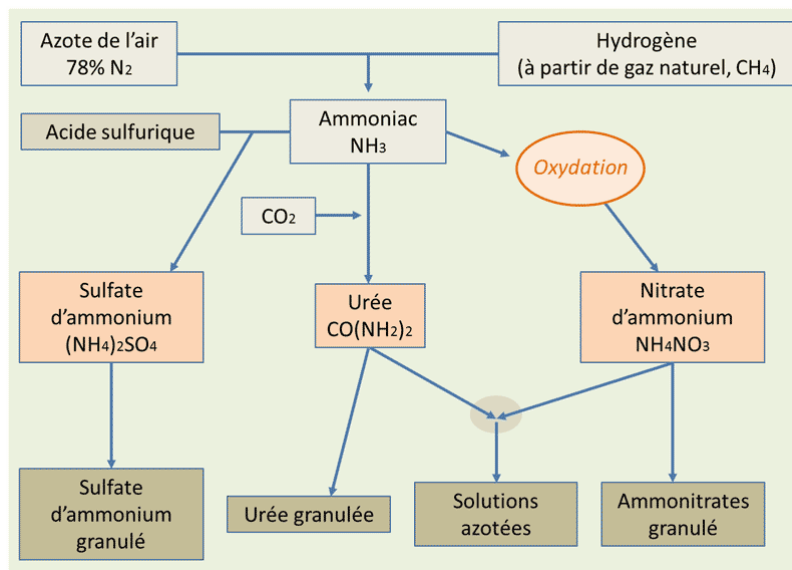 Azote de l'air
78% N2
Hydrogène
(à partir de gaz naturel, CH4)
Acide sulfurique
Ammoniac
NH3
Oxydation
CO2
Sulfate
d'ammonium
(NH4)2SO4
Urée
CO(NH2)2
Nitrate
d'ammonium
NH4NO3
Sulfate
d'ammonium
granulé
Urée granulée
Solutions
azotées
Ammonitrates
granulé